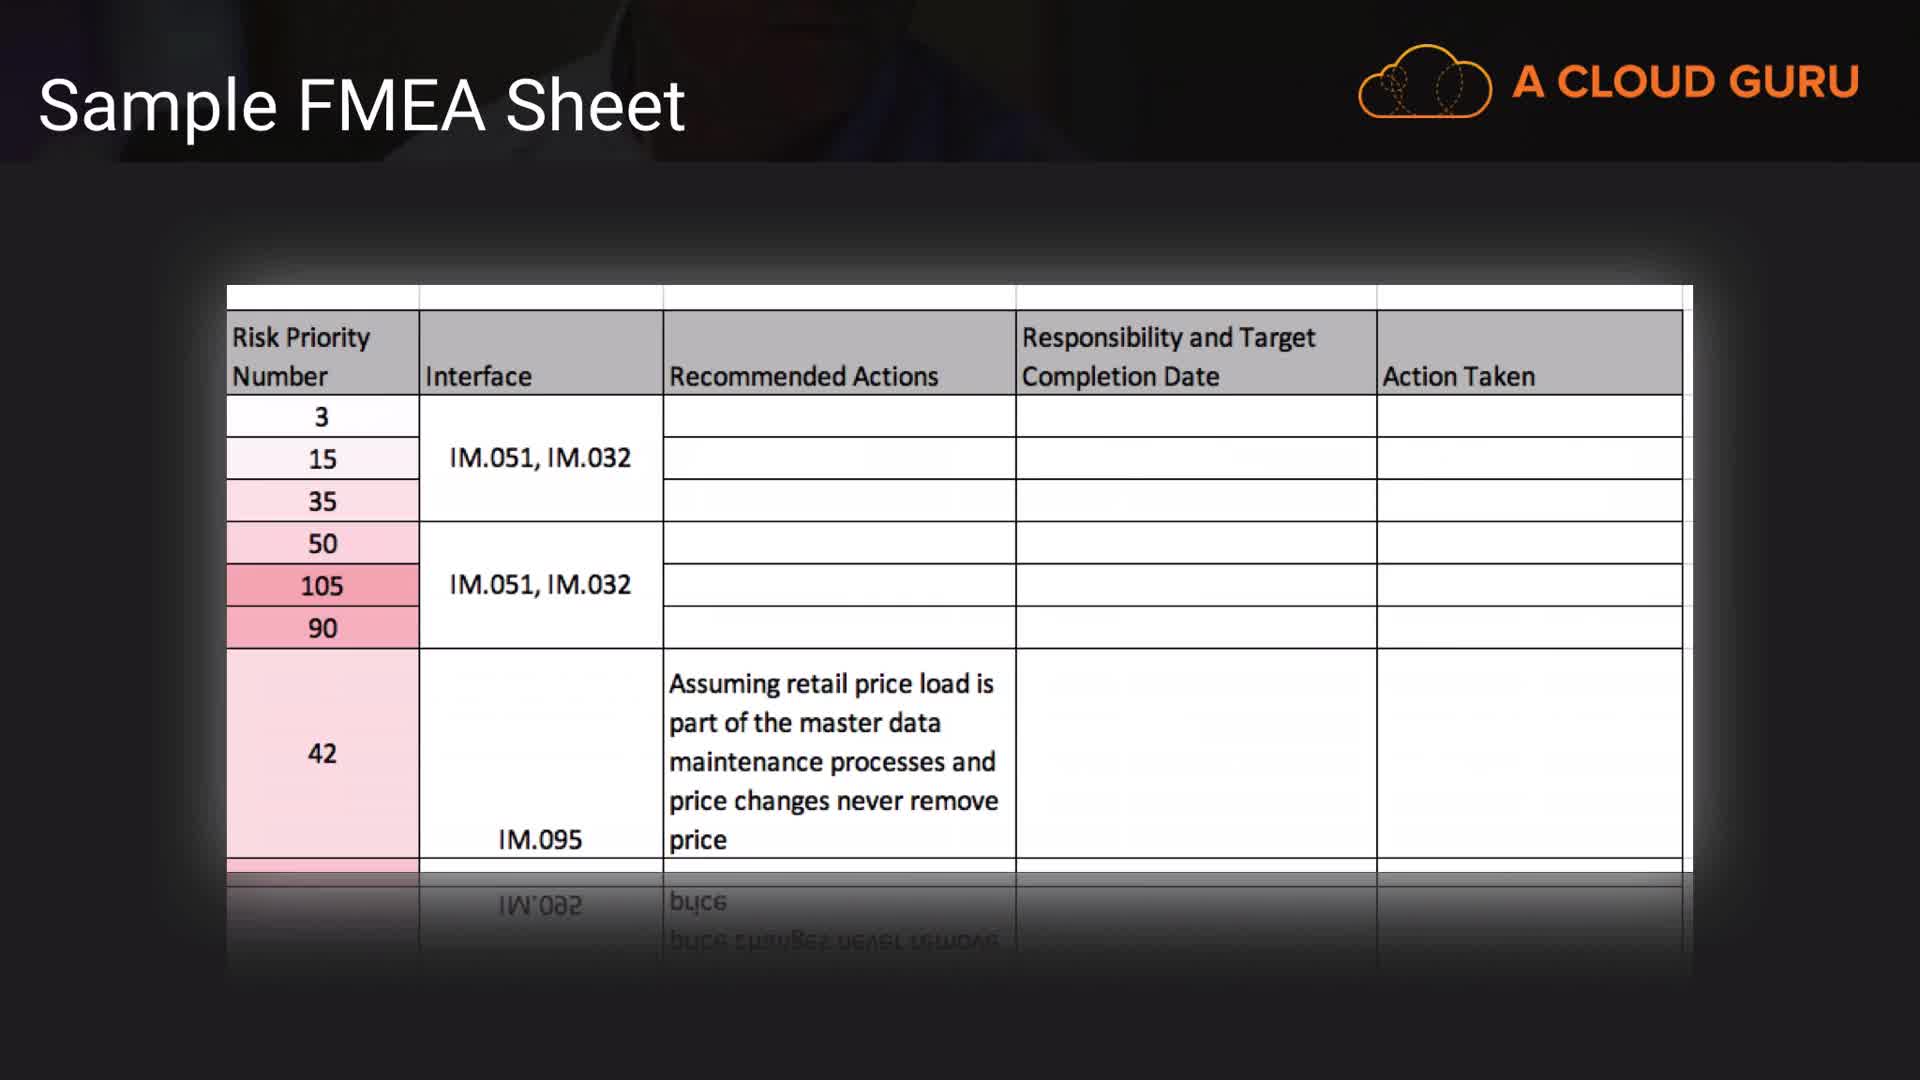 Sample FMEA Sheet
A CLOUD GURU
Risk Priority Number
Interface
Recommended Actions
Responsibility and Target Completion Date
Action Taken
3
15
IM.051, IM.032
35
50
105
IM.051, IM.032
90
42
IM.095
Assuming retail price load is
part of the master data
maintenance processes and
price changes never remove
price